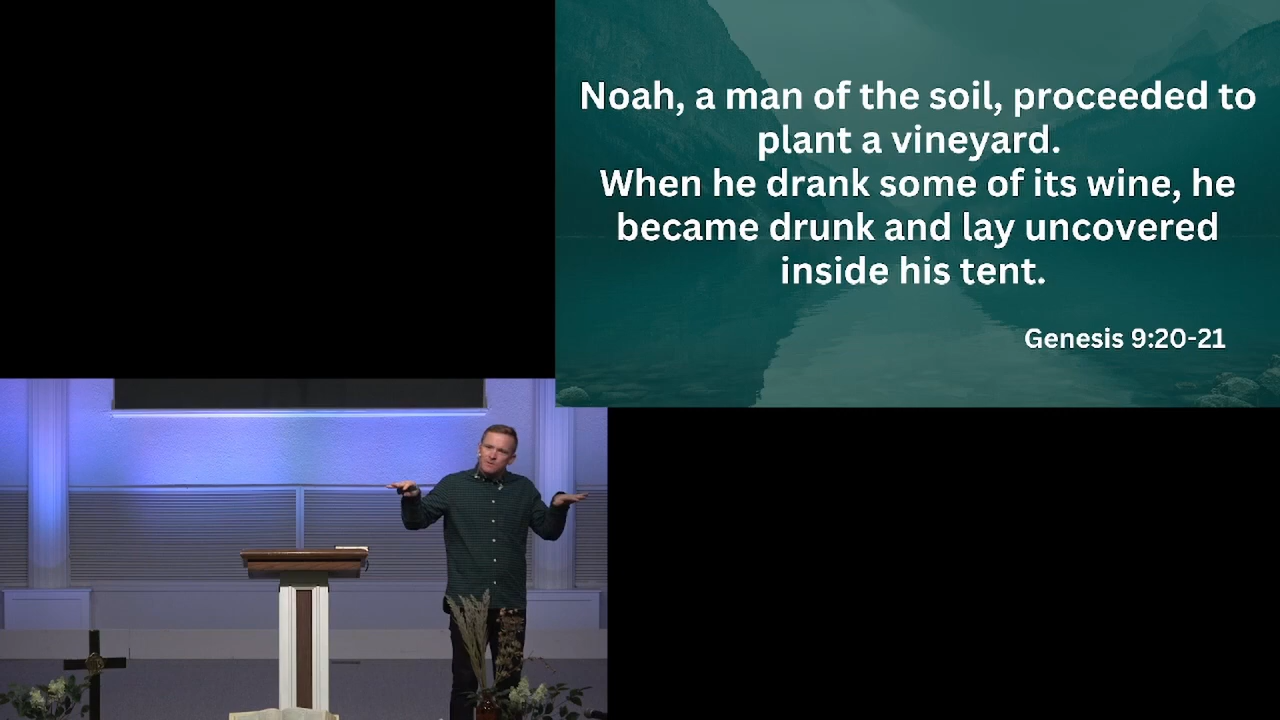 Noah, a man of the soil, proceeded to
plant a vineyard.
When he drank some of its wine, he
became drunk and lay uncovered
inside his tent.
Genesis 9:20-21